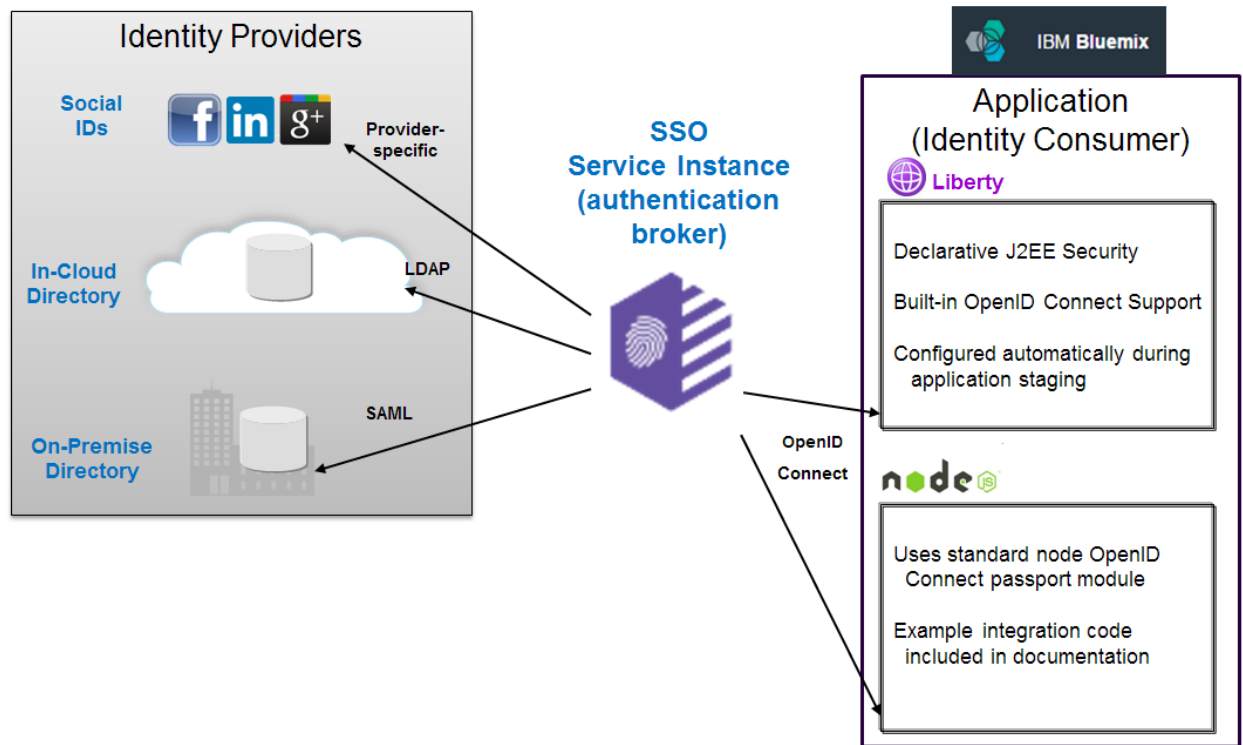 Identity Providers
Social
IDs
f
in
g+
Provider-
specific
In-Cloud
Directory
LDAP
On-Premise
Directory
SAML
SSO
Service Instance
(authentication
broker)
OpenID
Connect
IBM Bluemix
Application
(Identity Consumer)
Liberty
Declarative J2EE Security
Built-in OpenID Connect Support
Configured automatically during
application staging
node JS
Uses standard node OpenID
Connect passport module
Example integration code
included in documentation